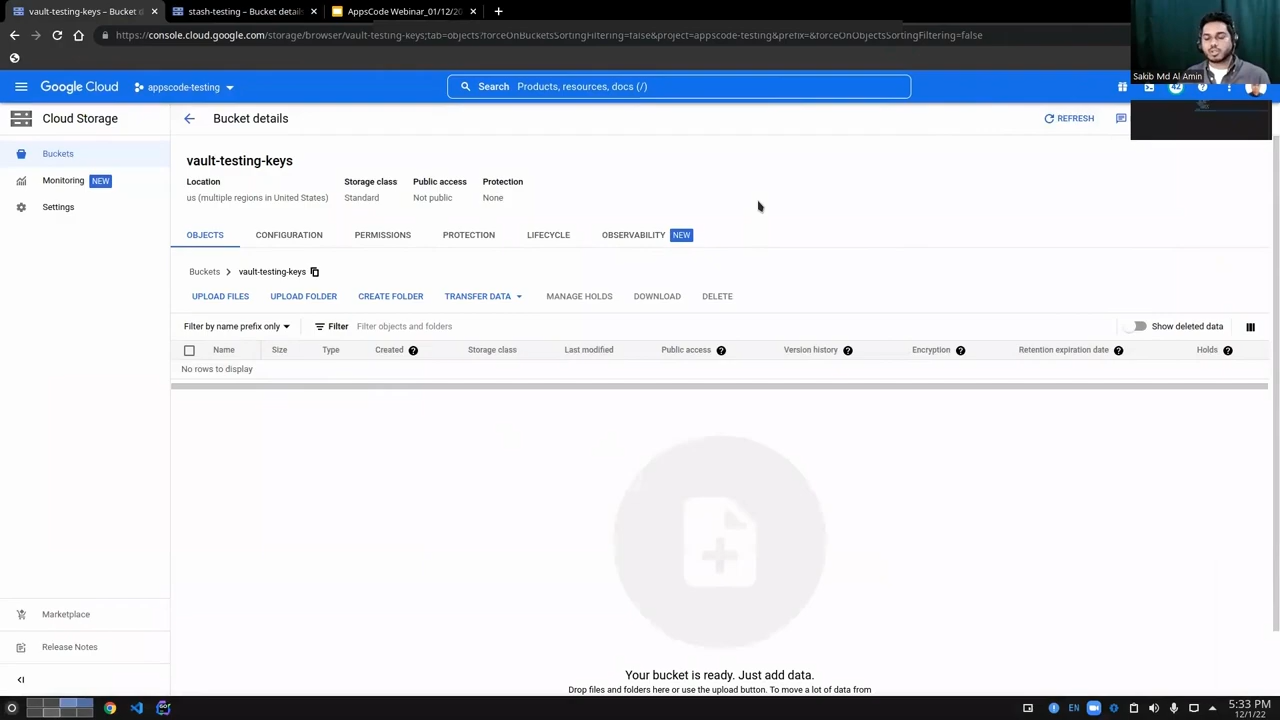 vault-testing-keys – Bucket d
stash-testing – Bucket details
AppsCode Webinar_01/12/20
https://console.cloud.google.com/storage/browser/vault-testing-keys;tab=objects?forceOnBucketsSortingFiltering=false&project=appscode-testing&prefix=&forceOnObjectsSortingFiltering=false
Sakib Md Al Amin
Google Cloud
appscode-testing
Search Products, resources, docs (/)
42
Cloud Storage
Bucket details
REFRESH
Buckets
Monitoring NEW
Settings
vault-testing-keys
Location Storage class Public access Protection
us (multiple regions in United States) Standard Not public None
OBJECTS CONFIGURATION PERMISSIONS PROTECTION LIFECYCLE OBSERVABILITY NEW
Buckets vault-testing-keys
UPLOAD FILES UPLOAD FOLDER CREATE FOLDER TRANSFER DATA MANAGE HOLDS DOWNLOAD DELETE
Filter by name prefix only Filter Filter objects and folders Show deleted data
Name Size Type Created Storage class Last modified Public access Version history Encryption Retention expiration date Holds
No rows to display
Your bucket is ready. Just add data.
Drop files and folders here or use the upload button. To move a lot of data from
Marketplace
Release Notes
EN
5:33 PM
12/1/22